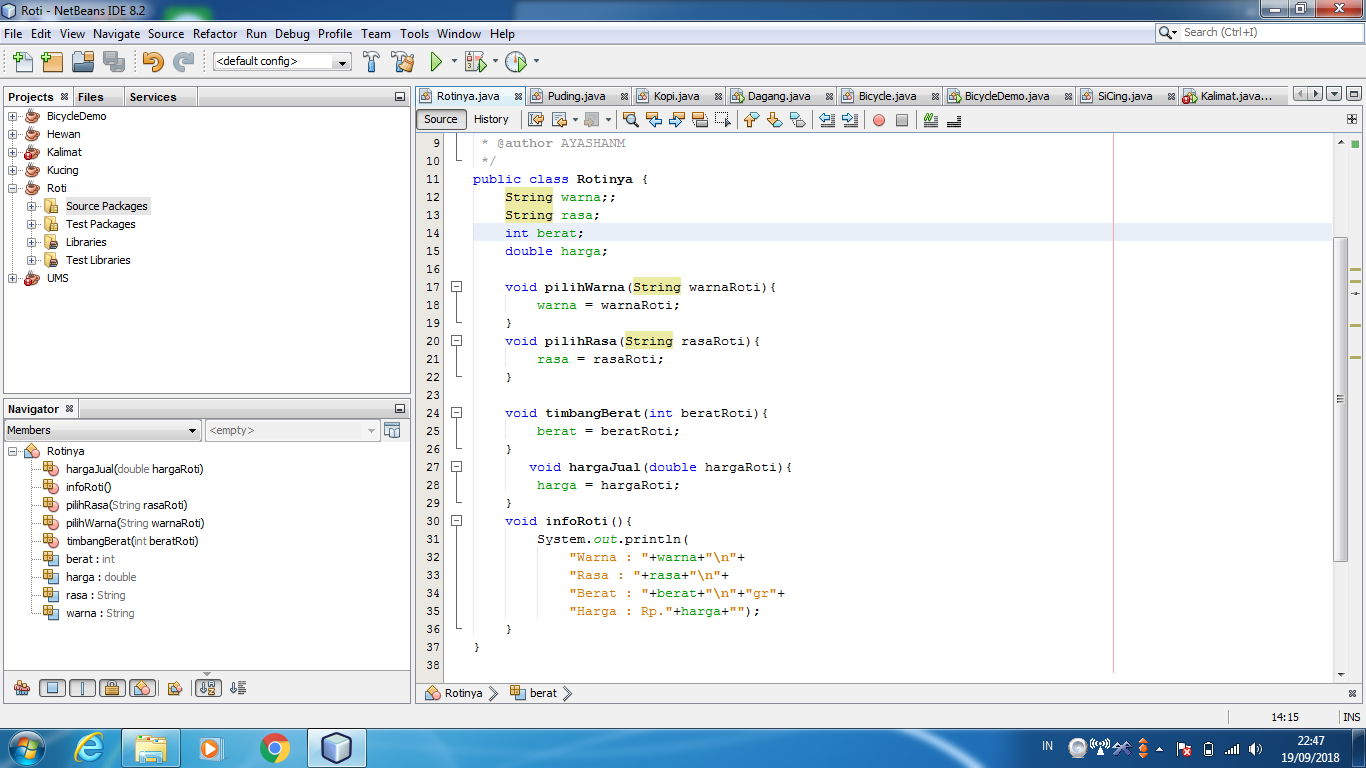 Roti - NetBeans IDE 8.2
File Edit View Navigate Source Refactor Run Debug Profile Team Tools Window Help
Search (Ctrl+I)
<default config>
Projects Files Services
BicycleDemo
Hewan
Kalimat
Kucing
Roti
Source Packages
Test Packages
Libraries
Test Libraries
UMS
Navigator
Members <empty>
Rotinya
hargaJual(double hargaRoti)
infoRoti()
pilihRasa(String rasaRoti)
pilihWarna(String warnaRoti)
timbangBerat(int beratRoti)
berat : int
harga : double
rasa : String
warna : String
Rotinya.java Puding.java Kopi.java Dagang.java Bicycle.java BicycleDemo.java SiCing.java Kalimat.java...
Source History
9 * @author AYASHANM
10 */
11 public class Rotinya {
12 String warna;;
13 String rasa;
14 int berat;
15 double harga;
16
17 void pilihWarna(String warnaRoti){
18 warna = warnaRoti;
19 }
20 void pilihRasa(String rasaRoti){
21 rasa = rasaRoti;
22 }
23
24 void timbangBerat(int beratRoti){
25 berat = beratRoti;
26 }
27 void hargaJual(double hargaRoti){
28 harga = hargaRoti;
29 }
30 void infoRoti(){
31 System.out.println(
32 "Warna : "+warna+"\n"+
33 "Rasa : "+rasa+"\n"+
34 "Berat : "+berat+"\n"+"gr"+
35 "Harga : Rp."+harga+"");
36 }
37 }
38
Rotinya berat
14:15 INS
IN
22:47
19/09/2018